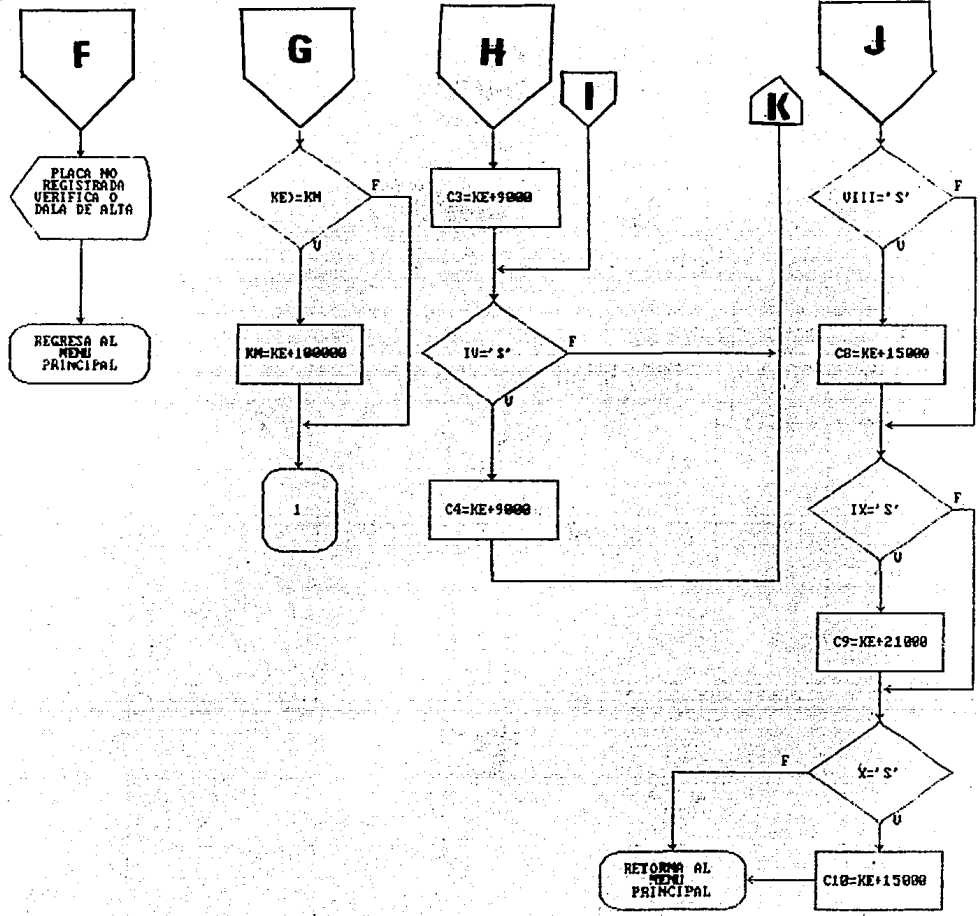 F
PLACA NO
REGISTRADA
VERIFICA O
DALA DE ALTA
REGRESA AL
MENU
PRINCIPAL
G
KE>=KM
F
V
KM=KE+100000
1
H
I
C3=KE+9000
IV='S'
F
V
C4=KE+9000
K
J
VIII='S'
F
V
C8=KE+15000
IX='S'
F
V
C9=KE+21000
X='S'
F
V
C10=KE+15000
RETORNA AL
MENU
PRINCIPAL